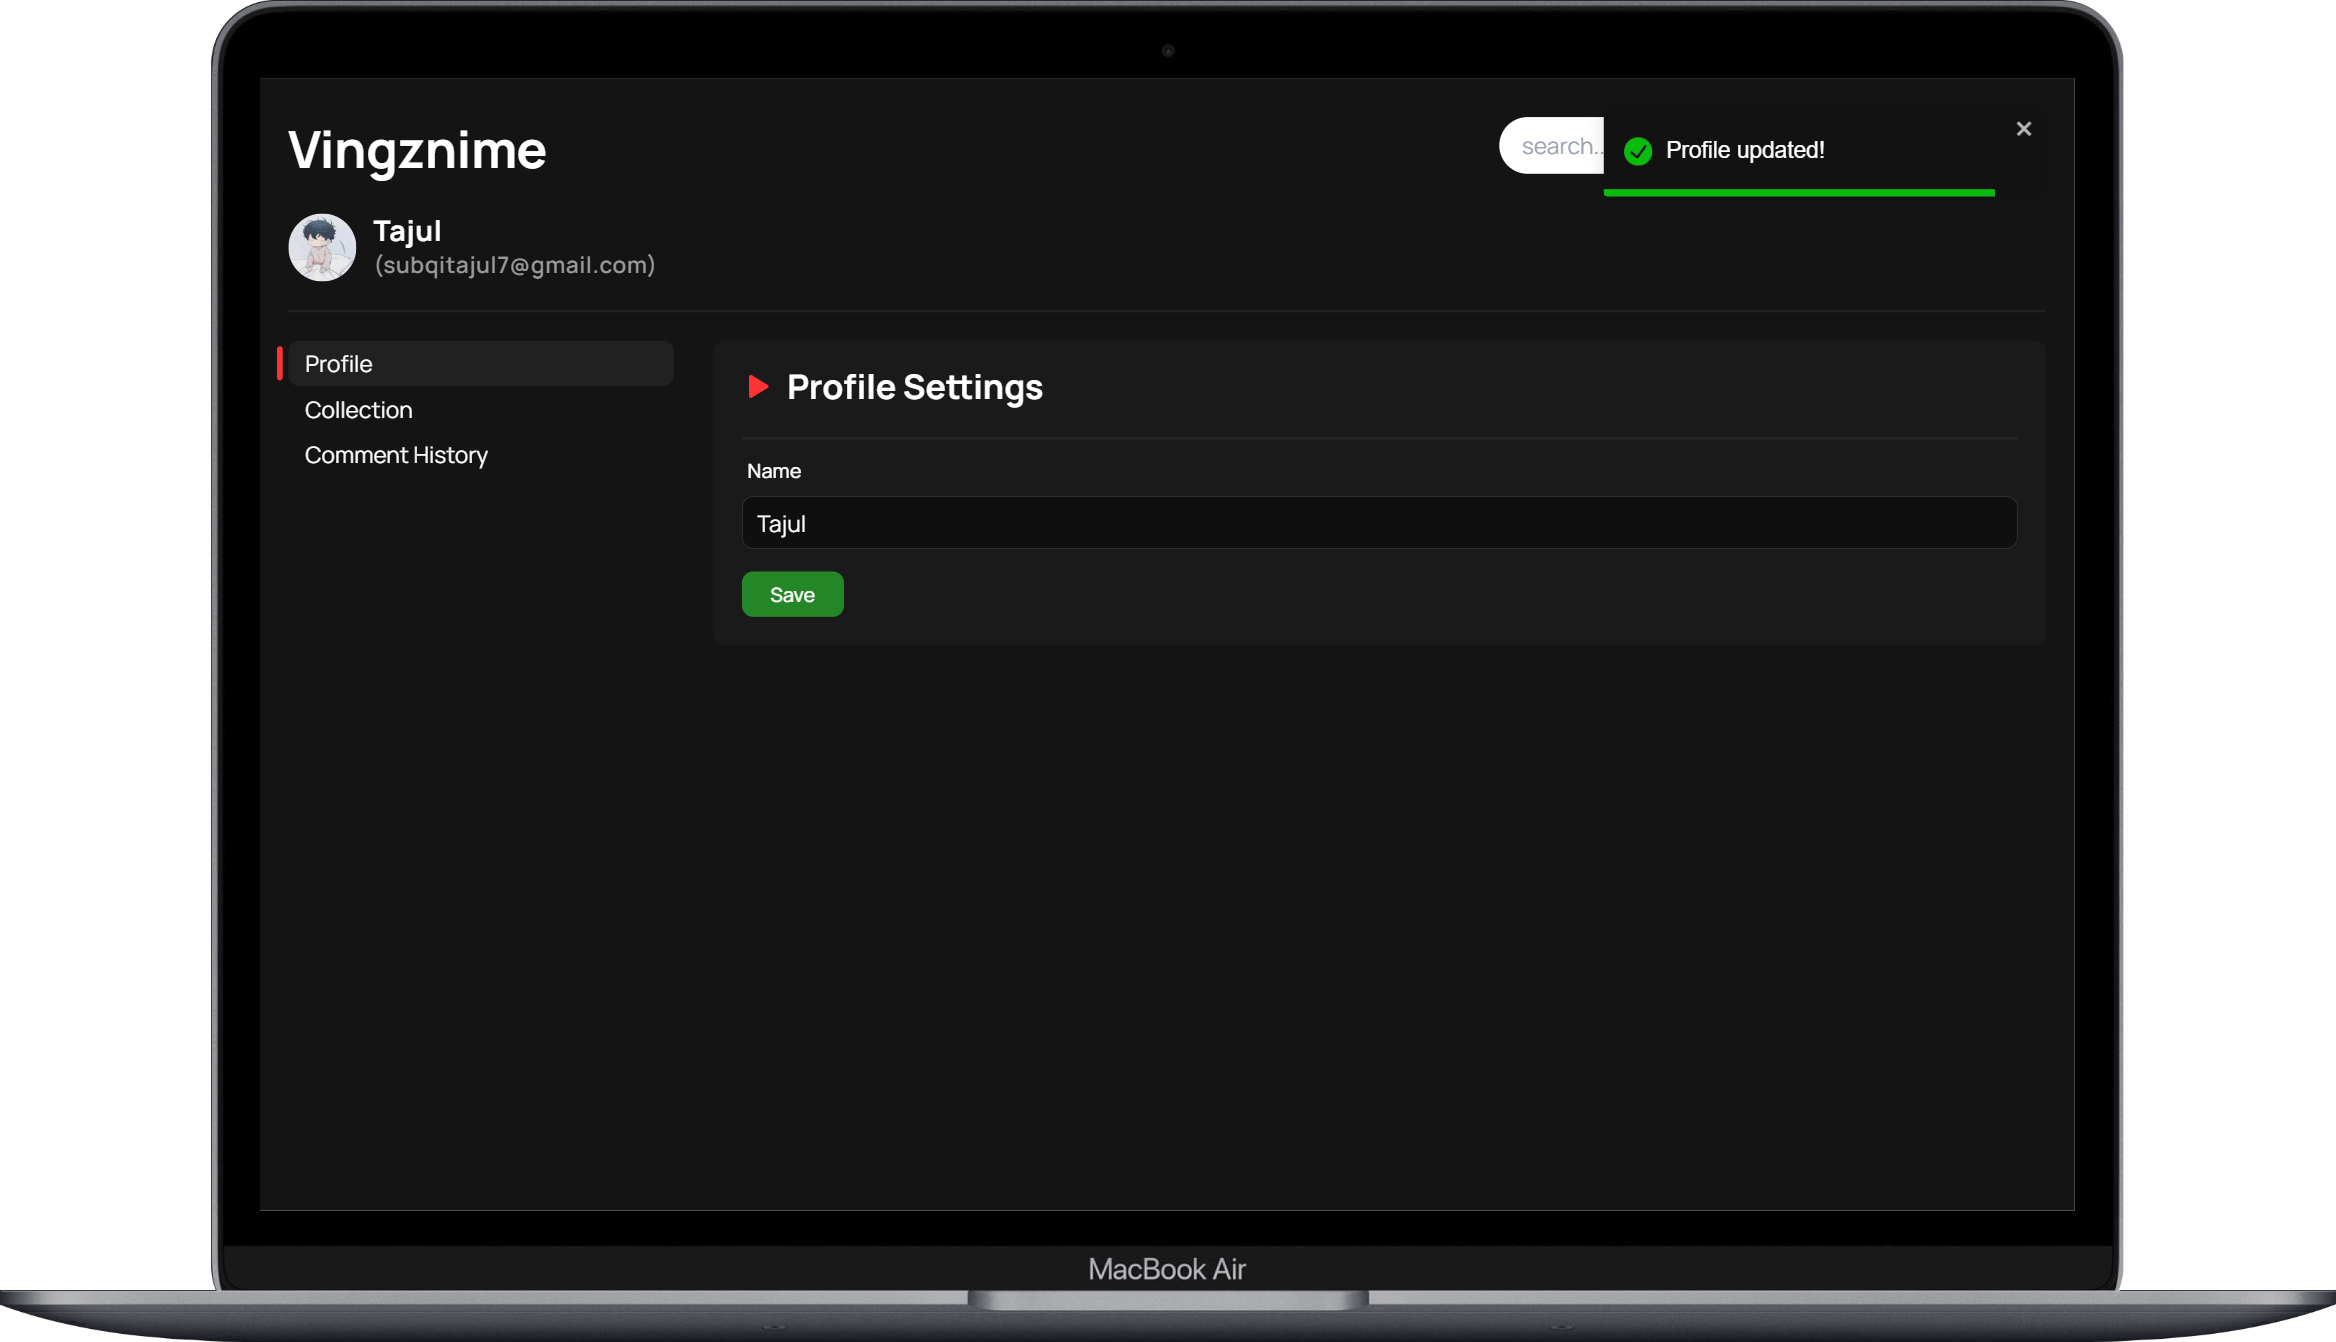 Vingznime
search..
Profile updated!
Tajul
(subqitajul7@gmail.com)
Profile
Collection
Comment History
Profile Settings
Name
Tajul
Save
MacBook Air